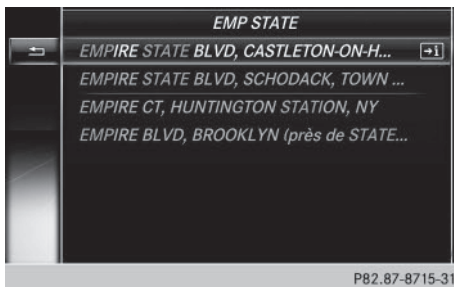 EMP STATE
EMPIRE STATE BLVD, CASTLETON-ON-H...
EMPIRE STATE BLVD, SCHODACK, TOWN ...
EMPIRE CT, HUNTINGTON STATION, NY
EMPIRE BLVD, BROOKLYN (près de STATE...
P82.87-8715-31